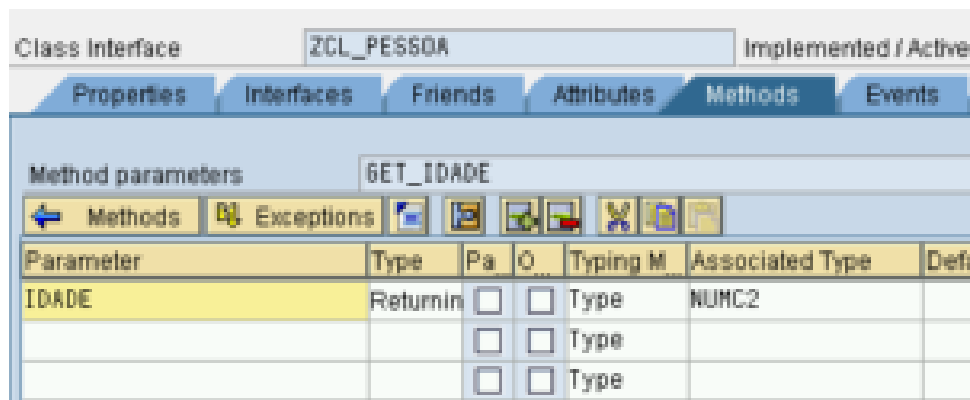 Class Interface ZCL_PESSOA Implemented / Active
Properties Interfaces Friends Attributes Methods Events
Method parameters GET_IDADE
Methods Exceptions
Parameter Type Pa... O... Typing M... Associated Type Defa
IDADE Returnin Type NUMC2
Type
Type